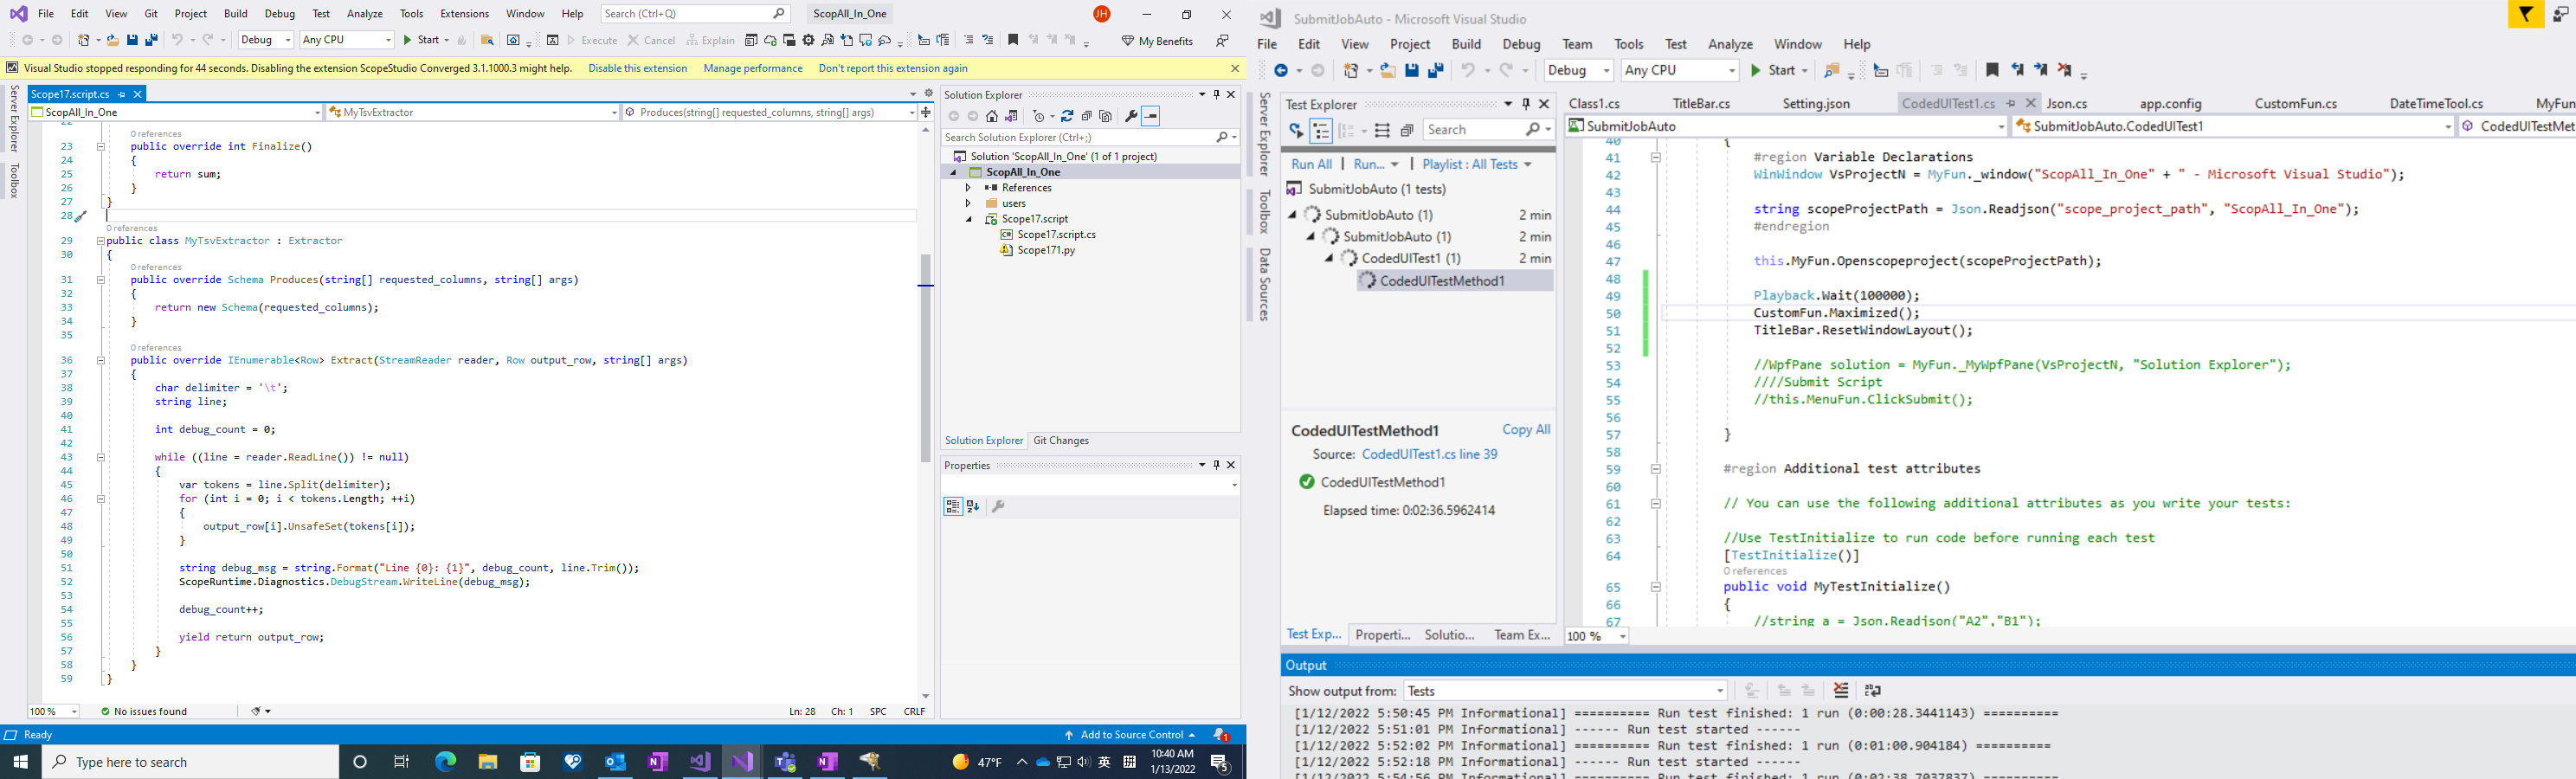 File Edit View Git Project Build Debug Test Analyze Tools Extensions Window Help Search (Ctrl+Q) ScopAll_In_One JH
Debug Any CPU Start Execute Cancel Explain My Benefits
Visual Studio stopped responding for 44 seconds. Disabling the extension ScopeStudio Converged 3.1.1000.3 might help. Disable this extension Manage performance Don't report this extension again
Server Explorer
Toolbox
Scope17.script.cs
ScopAll_In_One MyTsvExtractor Produces(string[] requested_columns, string[] args)
22
0 references
23 public override int Finalize()
24 {
25 return sum;
26 }
27 }
28
0 references
29 public class MyTsvExtractor : Extractor
30 {
0 references
31 public override Schema Produces(string[] requested_columns, string[] args)
32 {
33 return new Schema(requested_columns);
34 }
35
0 references
36 public override IEnumerable<Row> Extract(StreamReader reader, Row output_row, string[] args)
37 {
38 char delimiter = '\t';
39 string line;
40
41 int debug_count = 0;
42
43 while ((line = reader.ReadLine()) != null)
44 {
45 var tokens = line.Split(delimiter);
46 for (int i = 0; i < tokens.Length; ++i)
47 {
48 output_row[i].UnsafeSet(tokens[i]);
49 }
50
51 string debug_msg = string.Format("Line {0}: {1}", debug_count, line.Trim());
52 ScopeRuntime.Diagnostics.DebugStream.WriteLine(debug_msg);
53
54 debug_count++;
55
56 yield return output_row;
57 }
58 }
59 }
100 % No issues found Ln: 28 Ch: 1 SPC CRLF
Solution Explorer
Search Solution Explorer (Ctrl+;)
Solution 'ScopAll_In_One' (1 of 1 project)
ScopAll_In_One
References
users
Scope17.script
Scope17.script.cs
Scope171.py
Solution Explorer Git Changes
Properties
Ready Add to Source Control 1
Type here to search 47°F 英 拼 10:40 AM
1/13/2022 5
SubmitJobAuto - Microsoft Visual Studio
File Edit View Project Build Debug Team Tools Test Analyze Window Help
Debug Any CPU Start
Server Explorer
Toolbox
Data Sources
Test Explorer
Search
Run All | Run... | Playlist : All Tests
SubmitJobAuto (1 tests)
SubmitJobAuto (1) 2 min
SubmitJobAuto (1) 2 min
CodedUITest1 (1) 2 min
CodedUITestMethod1
CodedUITestMethod1 Copy All
Source: CodedUITest1.cs line 39
CodedUITestMethod1
Elapsed time: 0:02:36.5962414
Test Exp... Properti... Solutio... Team Ex...
Class1.cs TitleBar.cs Setting.json CodedUITest1.cs Json.cs app.config CustomFun.cs DateTimeTool.cs MyFun
SubmitJobAuto SubmitJobAuto.CodedUITest1 CodedUITestMet
40 {
41 #region Variable Declarations
42 WinWindow VsProjectN = MyFun._window("ScopAll_In_One" + " - Microsoft Visual Studio");
43
44 string scopeProjectPath = Json.Readjson("scope_project_path", "ScopAll_In_One");
45 #endregion
46
47 this.MyFun.Openscopeproject(scopeProjectPath);
48
49 Playback.Wait(100000);
50 CustomFun.Maximized();
51 TitleBar.ResetWindowLayout();
52
53 //WpfPane solution = MyFun._MyWpfPane(VsProjectN, "Solution Explorer");
54 ////Submit Script
55 //this.MenuFun.ClickSubmit();
56
57 }
58
59 #region Additional test attributes
60
61 // You can use the following additional attributes as you write your tests:
62
63 //Use TestInitialize to run code before running each test
64 [TestInitialize()]
0 references
65 public void MyTestInitialize()
66 {
67 //string a = Json.Readjson("A2","B1");
100 %
Output
Show output from: Tests
[1/12/2022 5:50:45 PM Informational] ========== Run test finished: 1 run (0:00:28.3441143) ==========
[1/12/2022 5:51:01 PM Informational] ------ Run test started ------
[1/12/2022 5:52:02 PM Informational] ========== Run test finished: 1 run (0:01:00.904184) ==========
[1/12/2022 5:52:18 PM Informational] ------ Run test started ------
[1/12/2022 5:54:56 PM Informational] ========== Run test finished: 1 run (0:02:38.7037837) ==========